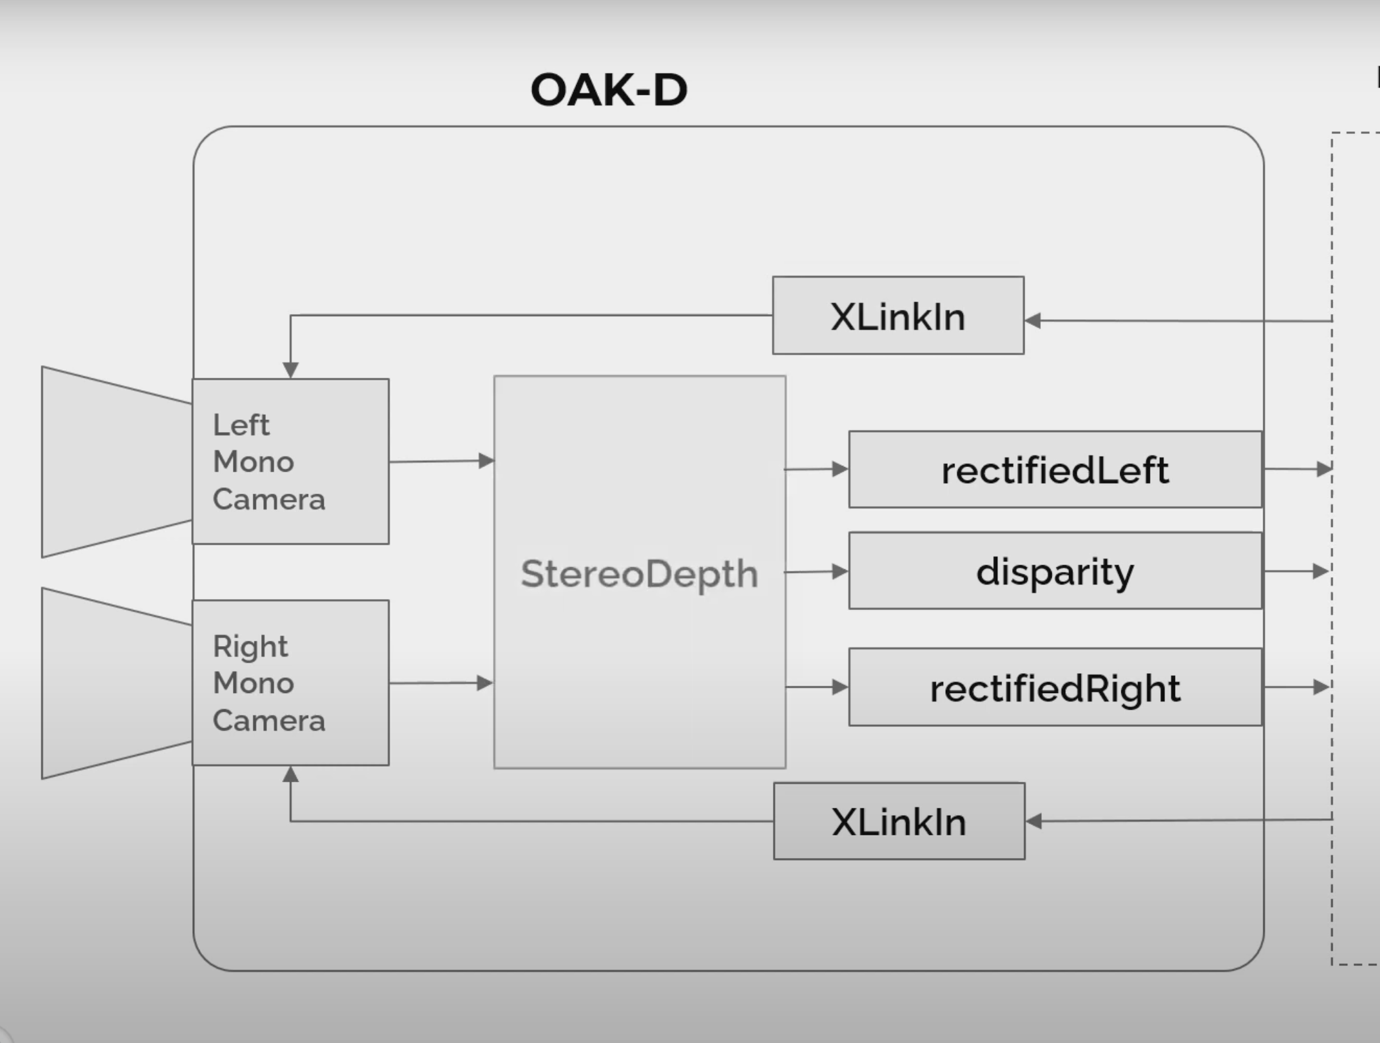 OAK-D
XLinkIn
Left
Mono
Camera
rectifiedLeft
StereoDepth
disparity
Right
Mono
Camera
rectifiedRight
XLinkIn